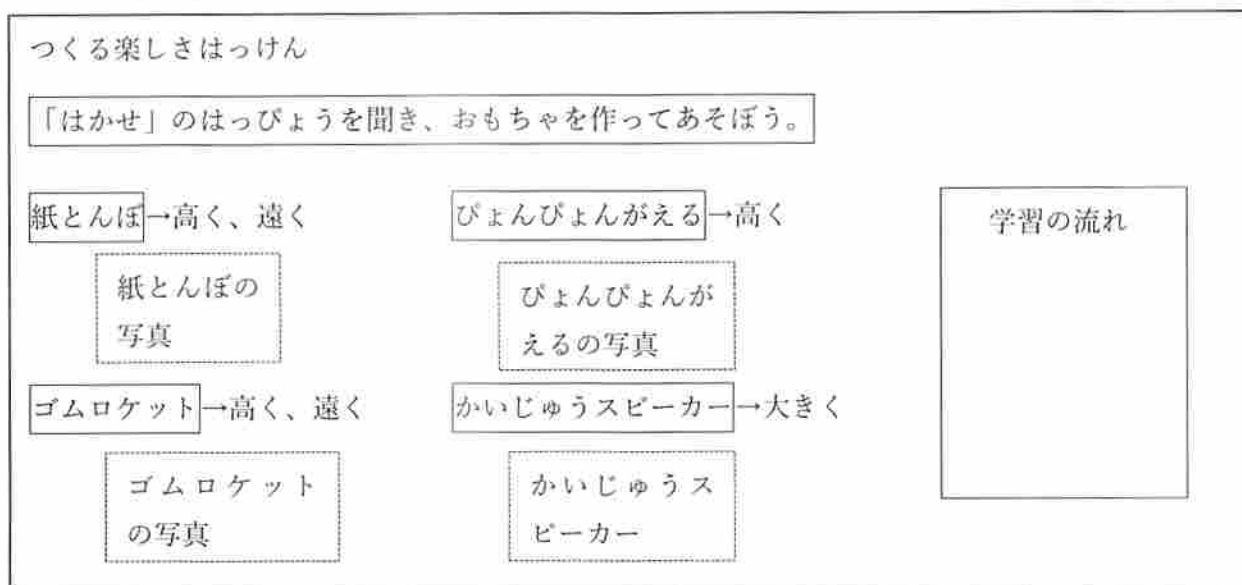 つくる楽しさはっけん
「はかせ」のはっぴょうを聞き、おもちゃを作ってあそぼう。
紙とんぼ→高く、遠く
紙とんぼの
写真
ぴょんぴょんがえる→高く
ぴょんぴょんが
えるの写真
ゴムロケット→高く、遠く
ゴムロケット
の写真
かいじゅうスピーカー→大きく
かいじゅうス
ピーカー
学習の流れ